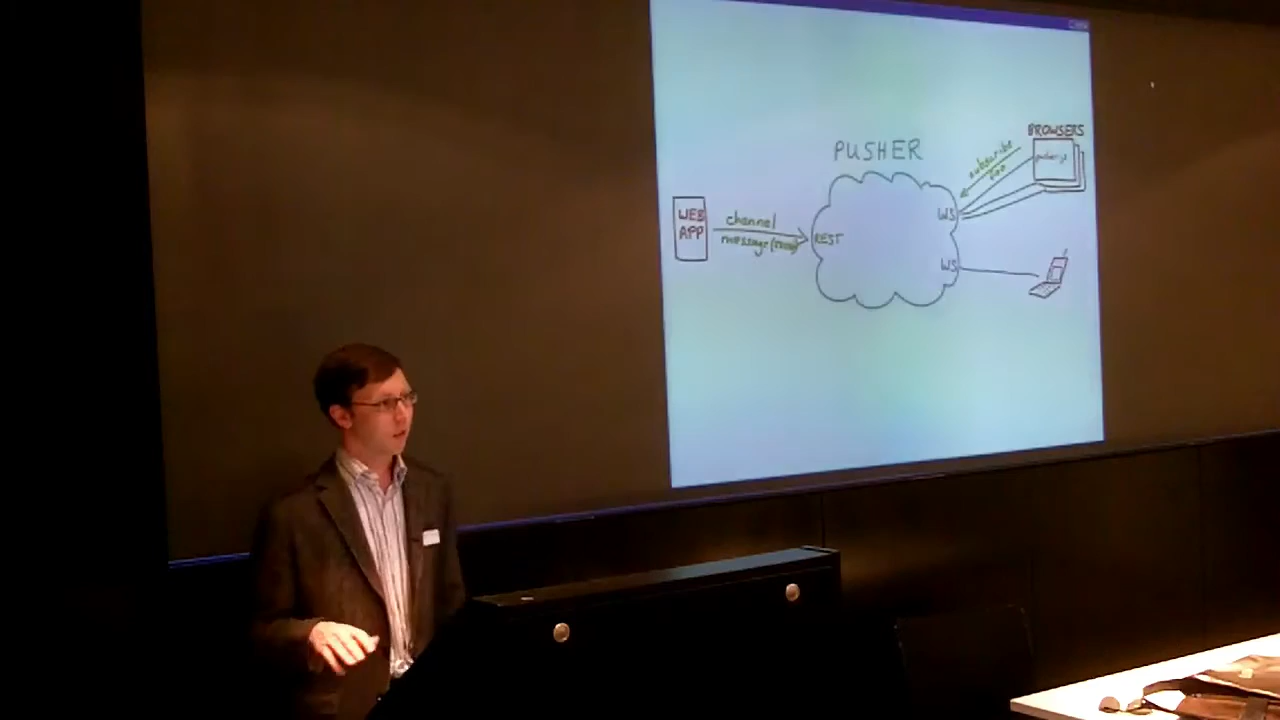 PUSHER
BROWSERS
subscribe
WEB
APP
channel
message
REST
WS
WS